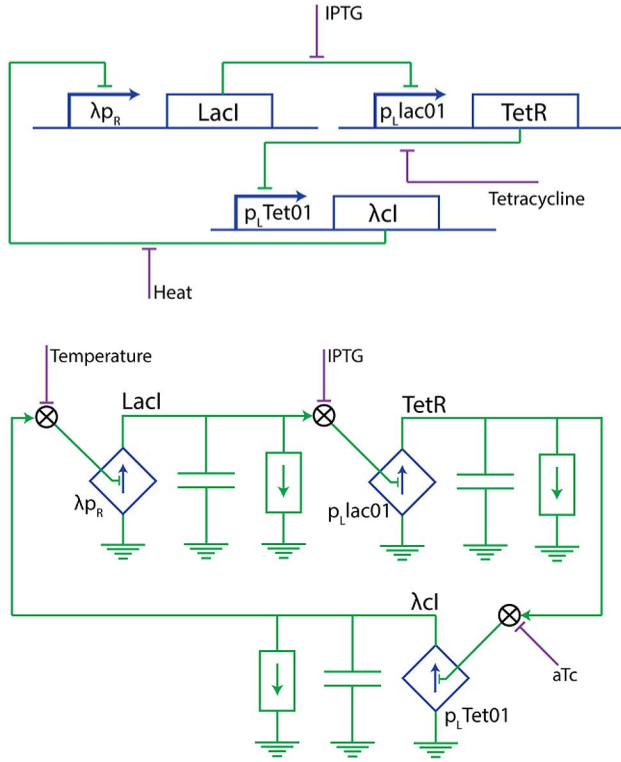 IPTG
λpR
LacI
pLlac01
TetR
Tetracycline
pLTet01
λcI
Heat
Temperature
IPTG
LacI
TetR
λpR
pLlac01
λcI
aTc
pLTet01